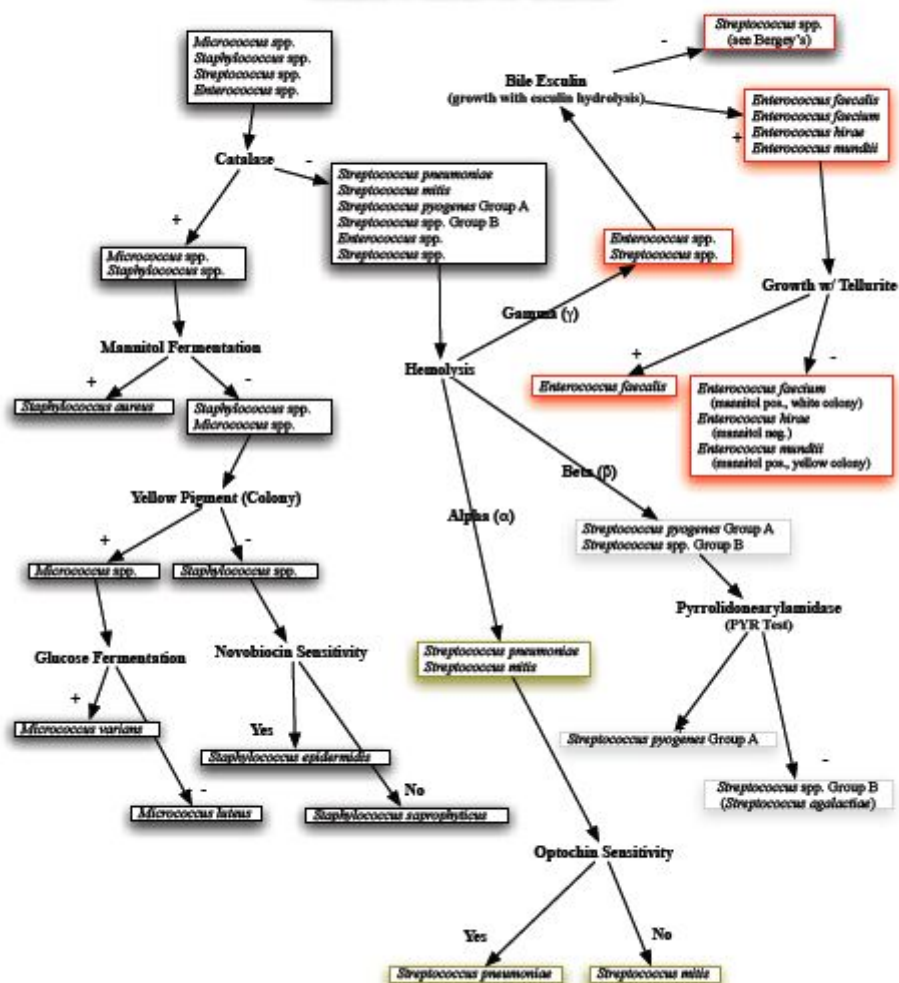 Micrococcus spp.
Staphylococcus spp.
Streptococcus spp.
Enterococcus spp.
Catalase
+
-
Micrococcus spp.
Staphylococcus spp.
Mannitol Fermentation
+
-
Staphylococcus aureus
Staphylococcus spp.
Micrococcus spp.
Yellow Pigment (Colony)
+
-
Micrococcus spp.
Staphylococcus spp.
Glucose Fermentation
+
-
Micrococcus varians
Micrococcus luteus
Novobiocin Sensitivity
Yes
No
Staphylococcus epidermidis
Staphylococcus saprophyticus
Streptococcus pneumoniae
Streptococcus mitis
Streptococcus pyogenes Group A
Streptococcus spp. Group B
Enterococcus spp.
Streptococcus spp.
Hemolysis
Gamma (γ)
Beta (β)
Alpha (α)
Enterococcus spp.
Streptococcus spp.
Bile Esculin
(growth with esculin hydrolysis)
-
+
Streptococcus spp.
(see Bergey's)
Enterococcus faecalis
Enterococcus faecium
Enterococcus hirae
Enterococcus mundtii
Growth w/ Tellurite
+
-
Enterococcus faecalis
Enterococcus faecium
(mannitol pos., white colony)
Enterococcus hirae
(mannitol neg.)
Enterococcus mundtii
(mannitol pos., yellow colony)
Streptococcus pyogenes Group A
Streptococcus spp. Group B
Pyrrolidonearylamidase
(PYR Test)
+
-
Streptococcus pyogenes Group A
Streptococcus spp. Group B
(Streptococcus agalactiae)
Streptococcus pneumoniae
Streptococcus mitis
Optochin Sensitivity
Yes
No
Streptococcus pneumoniae
Streptococcus mitis